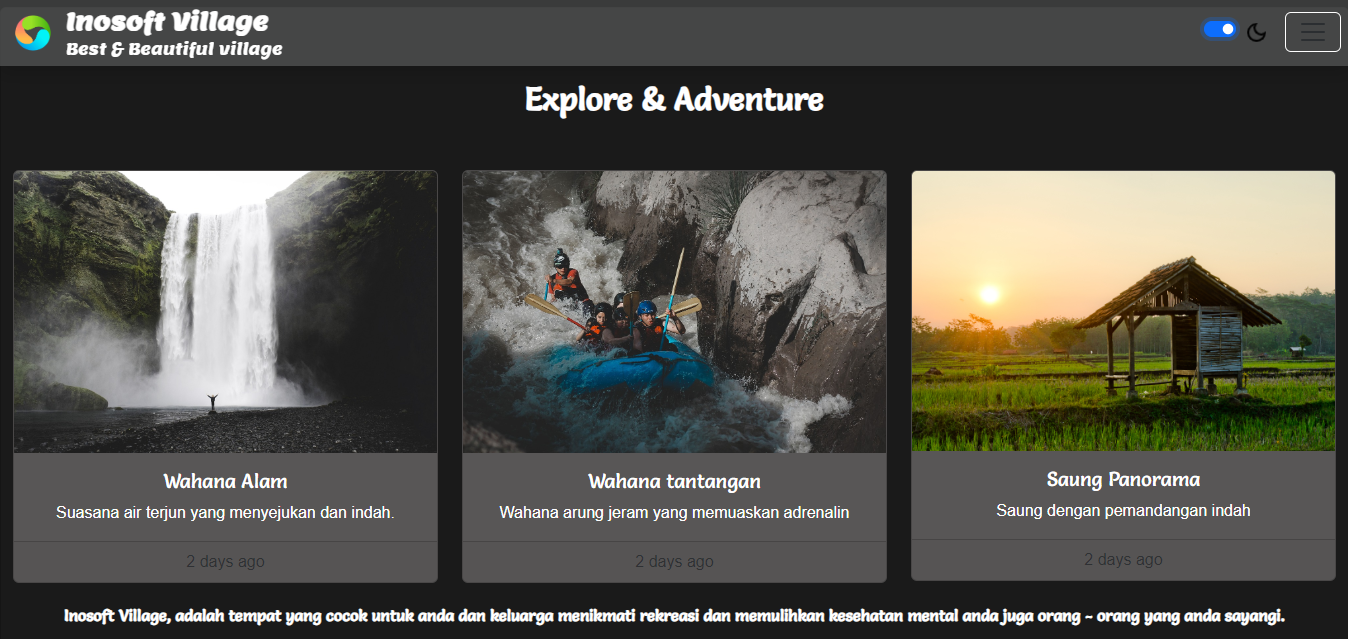 Inosoft Village
Best & Beautiful village
Explore & Adventure
Wahana Alam
Suasana air terjun yang menyejukan dan indah.
2 days ago
Wahana tantangan
Wahana arung jeram yang memuaskan adrenalin
2 days ago
Saung Panorama
Saung dengan pemandangan indah
2 days ago
Inosoft Village, adalah tempat yang cocok untuk anda dan keluarga menikmati rekreasi dan memulihkan kesehatan mental anda juga orang ~ orang yang anda sayangi.